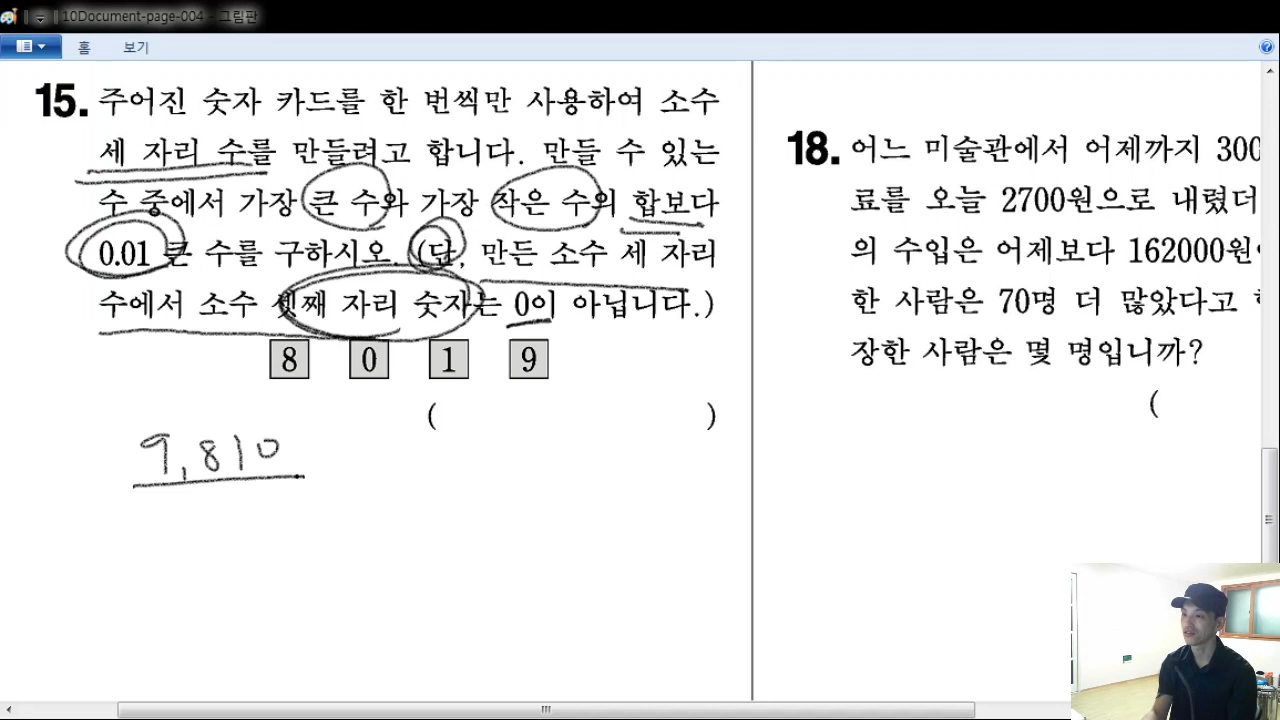 10Document-page-004 - 그림판
홈 보기
15. 주어진 숫자 카드를 한 번씩만 사용하여 소수
세 자리 수를 만들려고 합니다. 만들 수 있는
수 중에서 가장 큰 수와 가장 작은 수의 합보다
0.01 큰 수를 구하시오. (단, 만든 소수 세 자리
수에서 소수 셋째 자리 숫자는 0이 아닙니다.)
8 0 1 9
( )
9,810
18. 어느 미술관에서 어제까지 300
료를 오늘 2700원으로 내렸더
의 수입은 어제보다 162000원
한 사람은 70명 더 많았다고
장한 사람은 몇 명입니까?
(